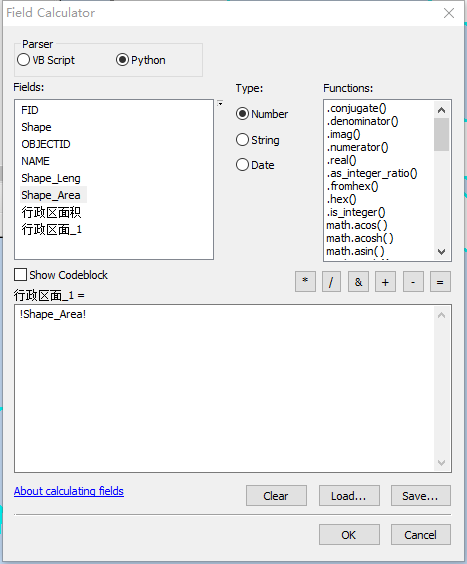 Field Calculator
Parser
VB Script
Python
Fields:
Type:
Functions:
FID
Shape
OBJECTID
NAME
Shape_Leng
Shape_Area
行政区面积
行政区面_1
Number
String
Date
.conjugate()
.denominator()
.imag()
.numerator()
.real()
.as_integer_ratio()
.fromhex()
.hex()
.is_integer()
math.acos( )
math.acosh( )
math.asin( )
Show Codeblock
* / & + - =
行政区面_1 =
!Shape_Area!
About calculating fields
Clear
Load...
Save...
OK
Cancel